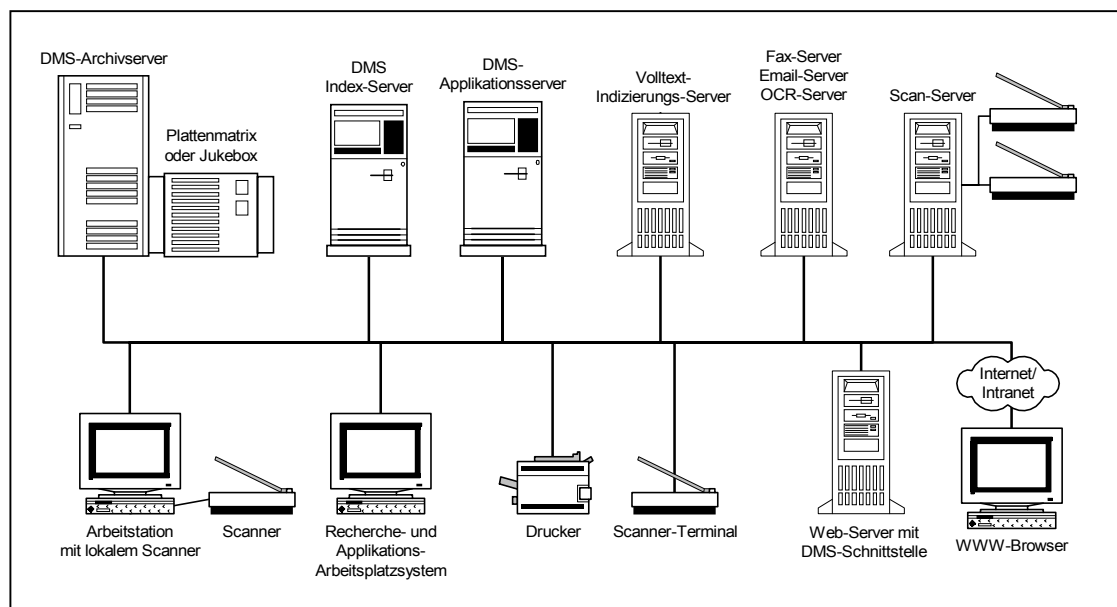 DMS-Archivserver
Plattenmatrix
oder Jukebox
DMS
Index-Server
DMS-
Applikationsserver
Volltext-
Indizierungs-Server
Fax-Server
Email-Server
OCR-Server
Scan-Server
Internet/
Intranet
Arbeitstation
mit lokalem Scanner
Scanner
Recherche- und
Applikations-
Arbeitsplatzsystem
Drucker
Scanner-Terminal
Web-Server mit
DMS-Schnittstelle
WWW-Browser